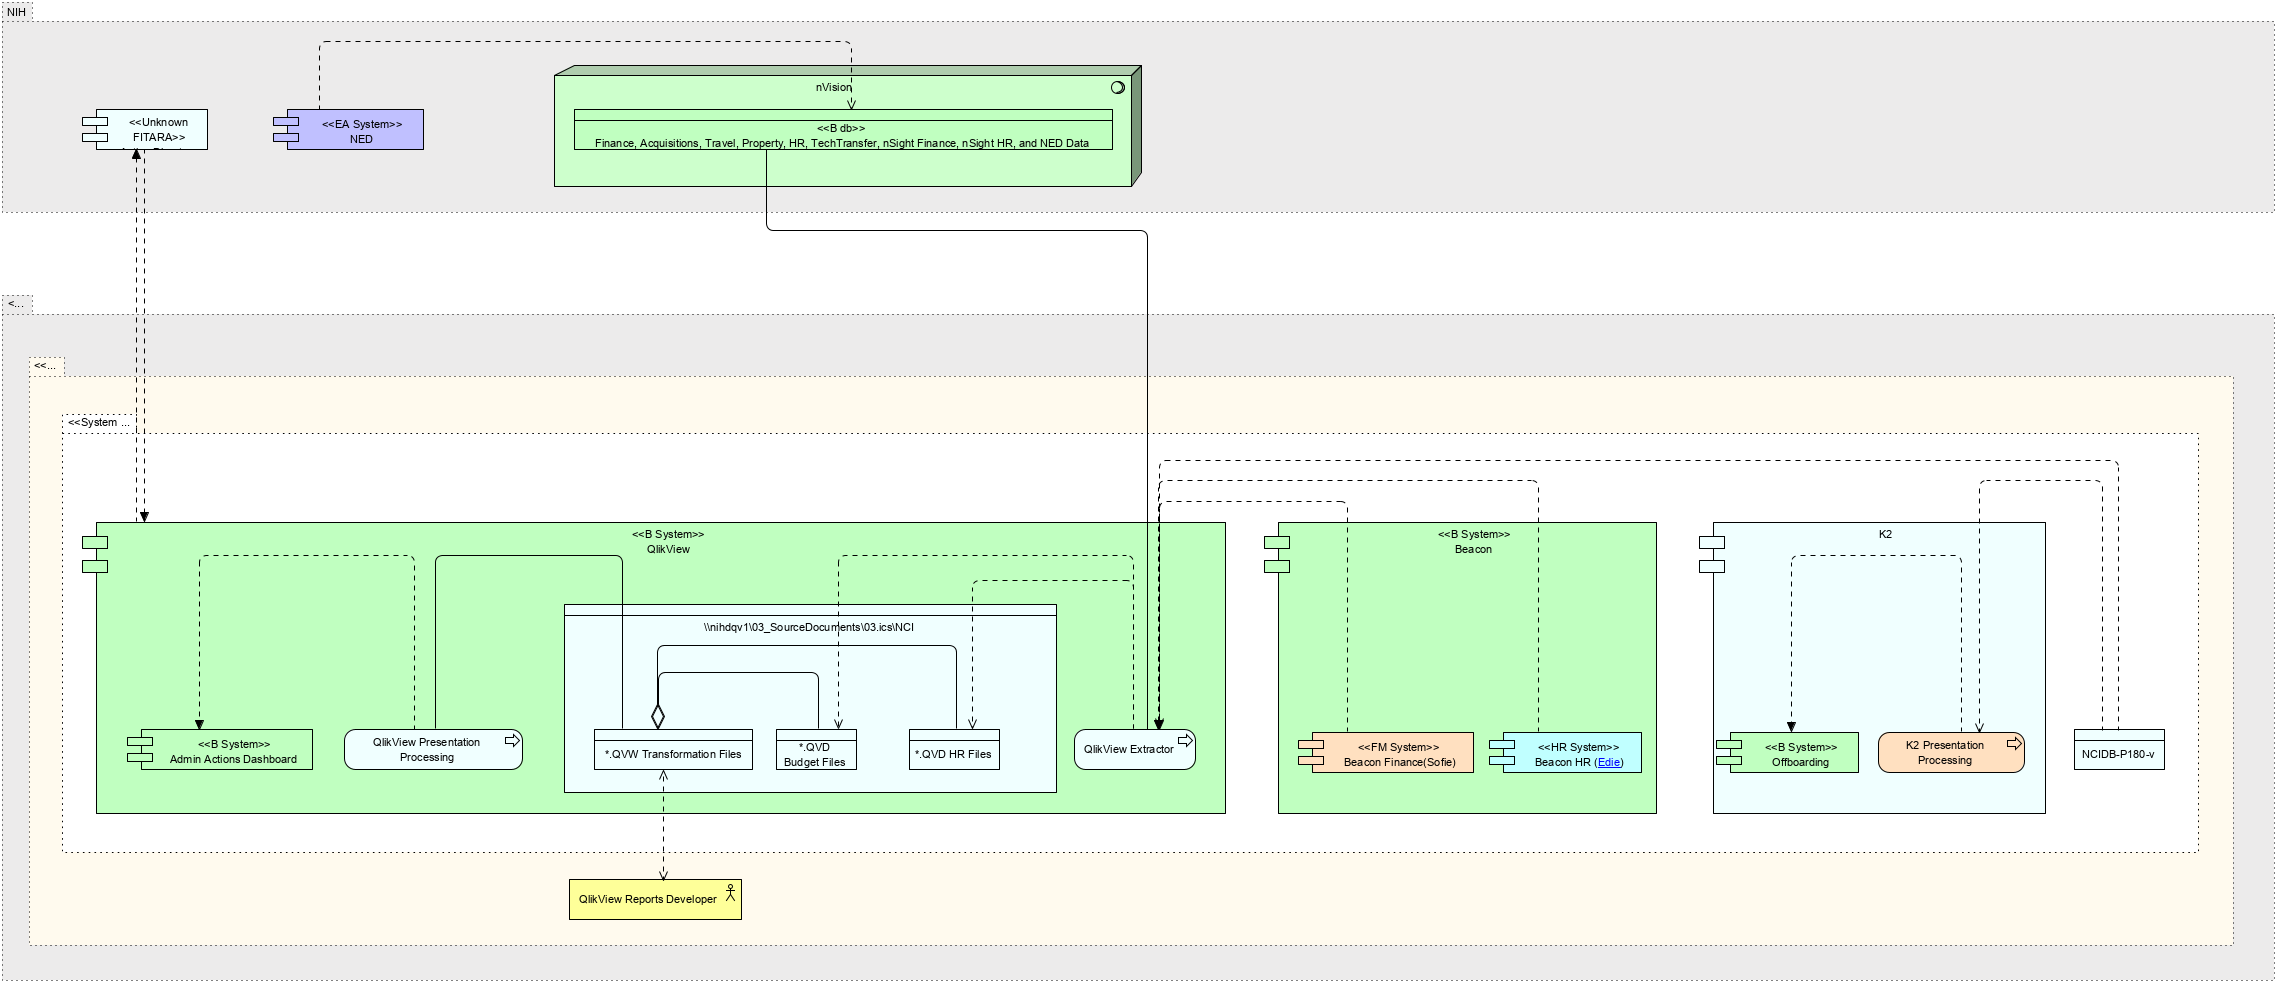 NIH
<<Unknown
FITARA>>
<<EA System>>
NED
nVision
<<B db>>
Finance, Acquisitions, Travel, Property, HR, TechTransfer, nSight Finance, nSight HR, and NED Data
<...
<<...
<<System ...
<<B System>>
QlikView
<<B System>>
Beacon
K2
\\nihdqv1\03_SourceDocuments\03.ics\NCI
<<B System>>
Admin Actions Dashboard
QlikView Presentation
Processing
*.QVW Transformation Files
*.QVD
Budget Files
*.QVD HR Files
QlikView Extractor
<<FM System>>
Beacon Finance(Sofie)
<<HR System>>
Beacon HR (Edie)
<<B System>>
Offboarding
K2 Presentation
Processing
NCIDB-P180-v
QlikView Reports Developer